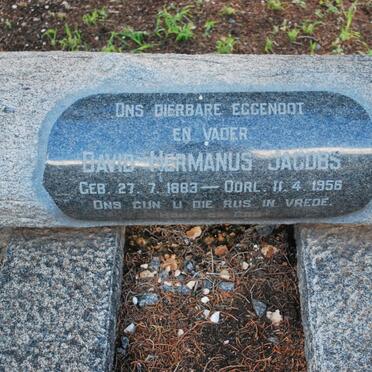 ONS DIERBARE EGGENOOT
EN VADER
DAVID HERMANUS JACOBS
GEB. 27. 7. 1883 — OORL. 11. 4. 1956
ONS GUN U DIE RUS IN VREDE.